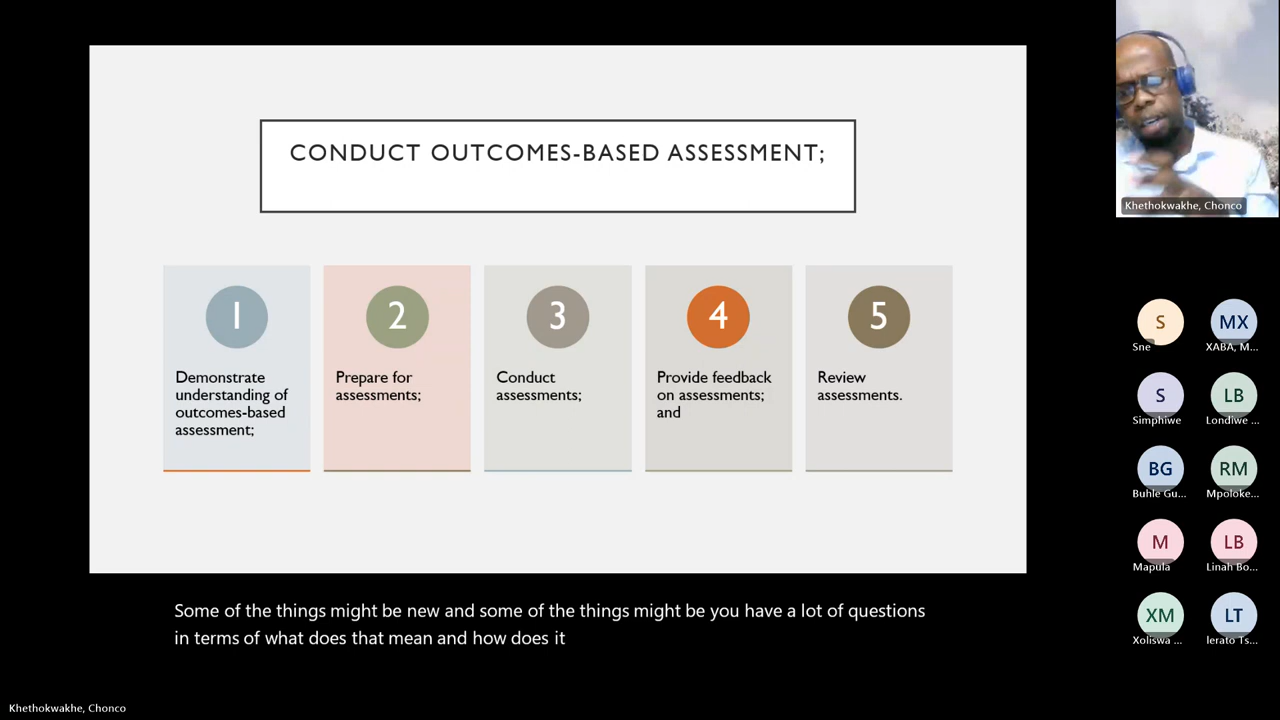 CONDUCT OUTCOMES-BASED ASSESSMENT;
1
Demonstrate
understanding of
outcomes-based
assessment;
2
Prepare for
assessments;
3
Conduct
assessments;
4
Provide feedback
on assessments;
and
5
Review
assessments.
Some of the things might be new and some of the things might be you have a lot of questions
in terms of what does that mean and how does it
Khethokwakhe, Chonco
Khethokwakhe, Chonco
S
Sne
MX
XABA, M...
S
Simphiwe
LB
Londiwe ...
BG
Buhle Gu...
RM
Mpoloke...
M
Mapula
LB
Linah Bo...
XM
Xoliswa ...
LT
lerato Ts...